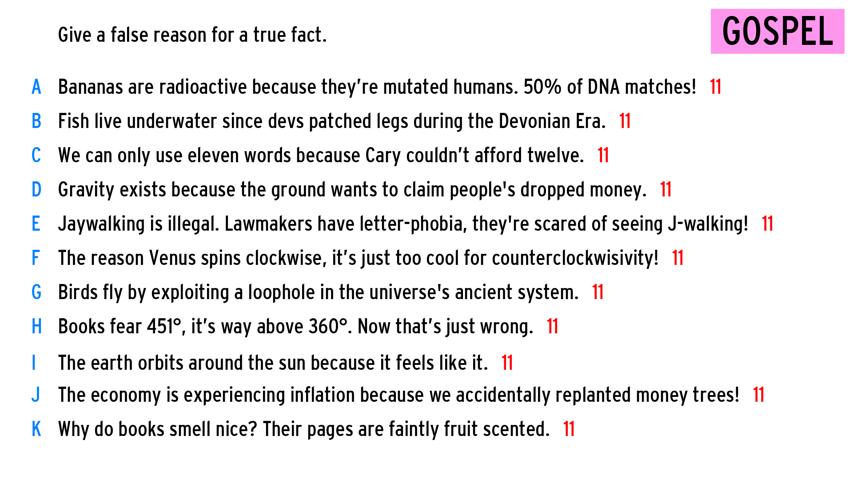 Give a false reason for a true fact.
GOSPEL
A Bananas are radioactive because they're mutated humans. 50% of DNA matches! 11
B Fish live underwater since devs patched legs during the Devonian Era. 11
C We can only use eleven words because Cary couldn't afford twelve. 11
D Gravity exists because the ground wants to claim people's dropped money. 11
E Jaywalking is illegal. Lawmakers have letter-phobia, they're scared of seeing J-walking! 11
F The reason Venus spins clockwise, it's just too cool for counterclockwisivity! 11
G Birds fly by exploiting a loophole in the universe's ancient system. 11
H Books fear 451°, it's way above 360°. Now that's just wrong. 11
I The earth orbits around the sun because it feels like it. 11
J The economy is experiencing inflation because we accidentally replanted money trees! 11
K Why do books smell nice? Their pages are faintly fruit scented. 11